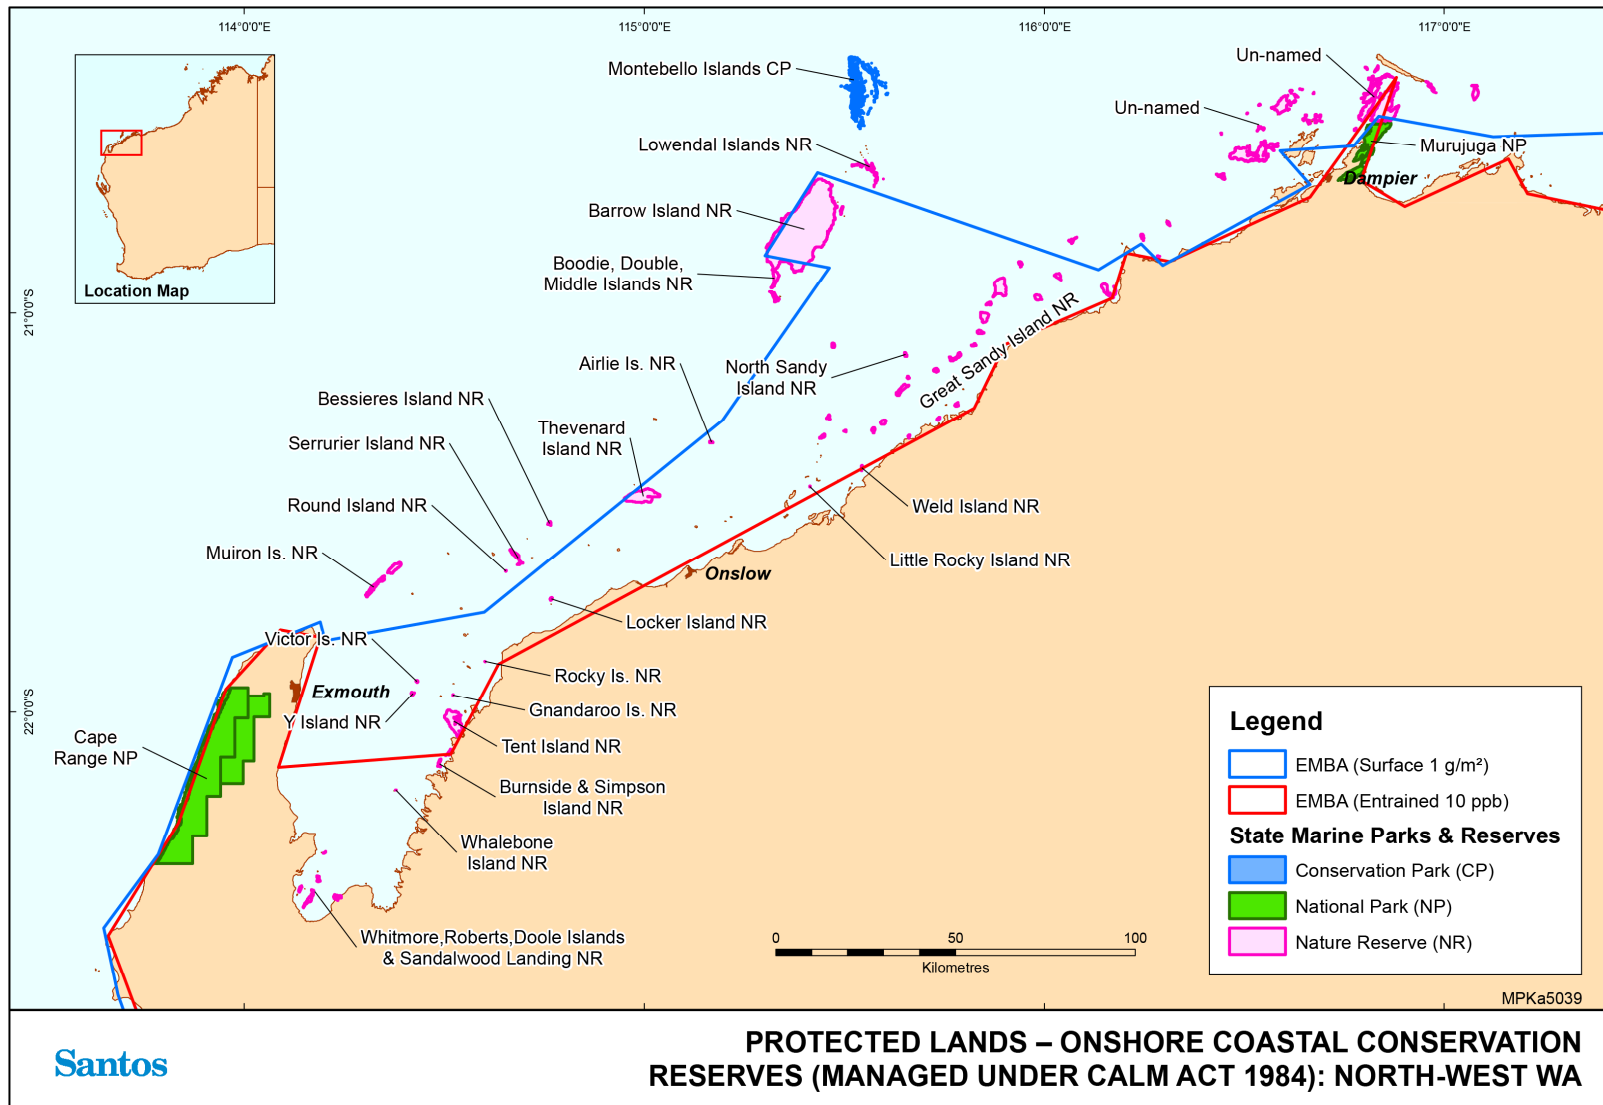 114°0'0"E
115°0'0"E
116°0'0"E
117°0'0"E
21°0'0"S
22°0'0"S
Location Map
Montebello Islands CP
Un-named
Un-named
Lowendal Islands NR
Murujuga NP
Dampier
Barrow Island NR
Boodie, Double,
Middle Islands NR
Airlie Is. NR
North Sandy
Island NR
Great Sandy Island NR
Bessieres Island NR
Thevenard
Island NR
Serrurier Island NR
Round Island NR
Weld Island NR
Muiron Is. NR
Little Rocky Island NR
Onslow
Locker Island NR
Victor Is. NR
Rocky Is. NR
Exmouth
Gnandaroo Is. NR
Y Island NR
Cape
Range NP
Tent Island NR
Burnside & Simpson
Island NR
Whalebone
Island NR
Whitmore,Roberts,Doole Islands
& Sandalwood Landing NR
0 50 100
Kilometres
Legend
EMBA (Surface 1 g/m²)
EMBA (Entrained 10 ppb)
State Marine Parks & Reserves
Conservation Park (CP)
National Park (NP)
Nature Reserve (NR)
MPKa5039
Santos
PROTECTED LANDS – ONSHORE COASTAL CONSERVATION
RESERVES (MANAGED UNDER CALM ACT 1984): NORTH-WEST WA